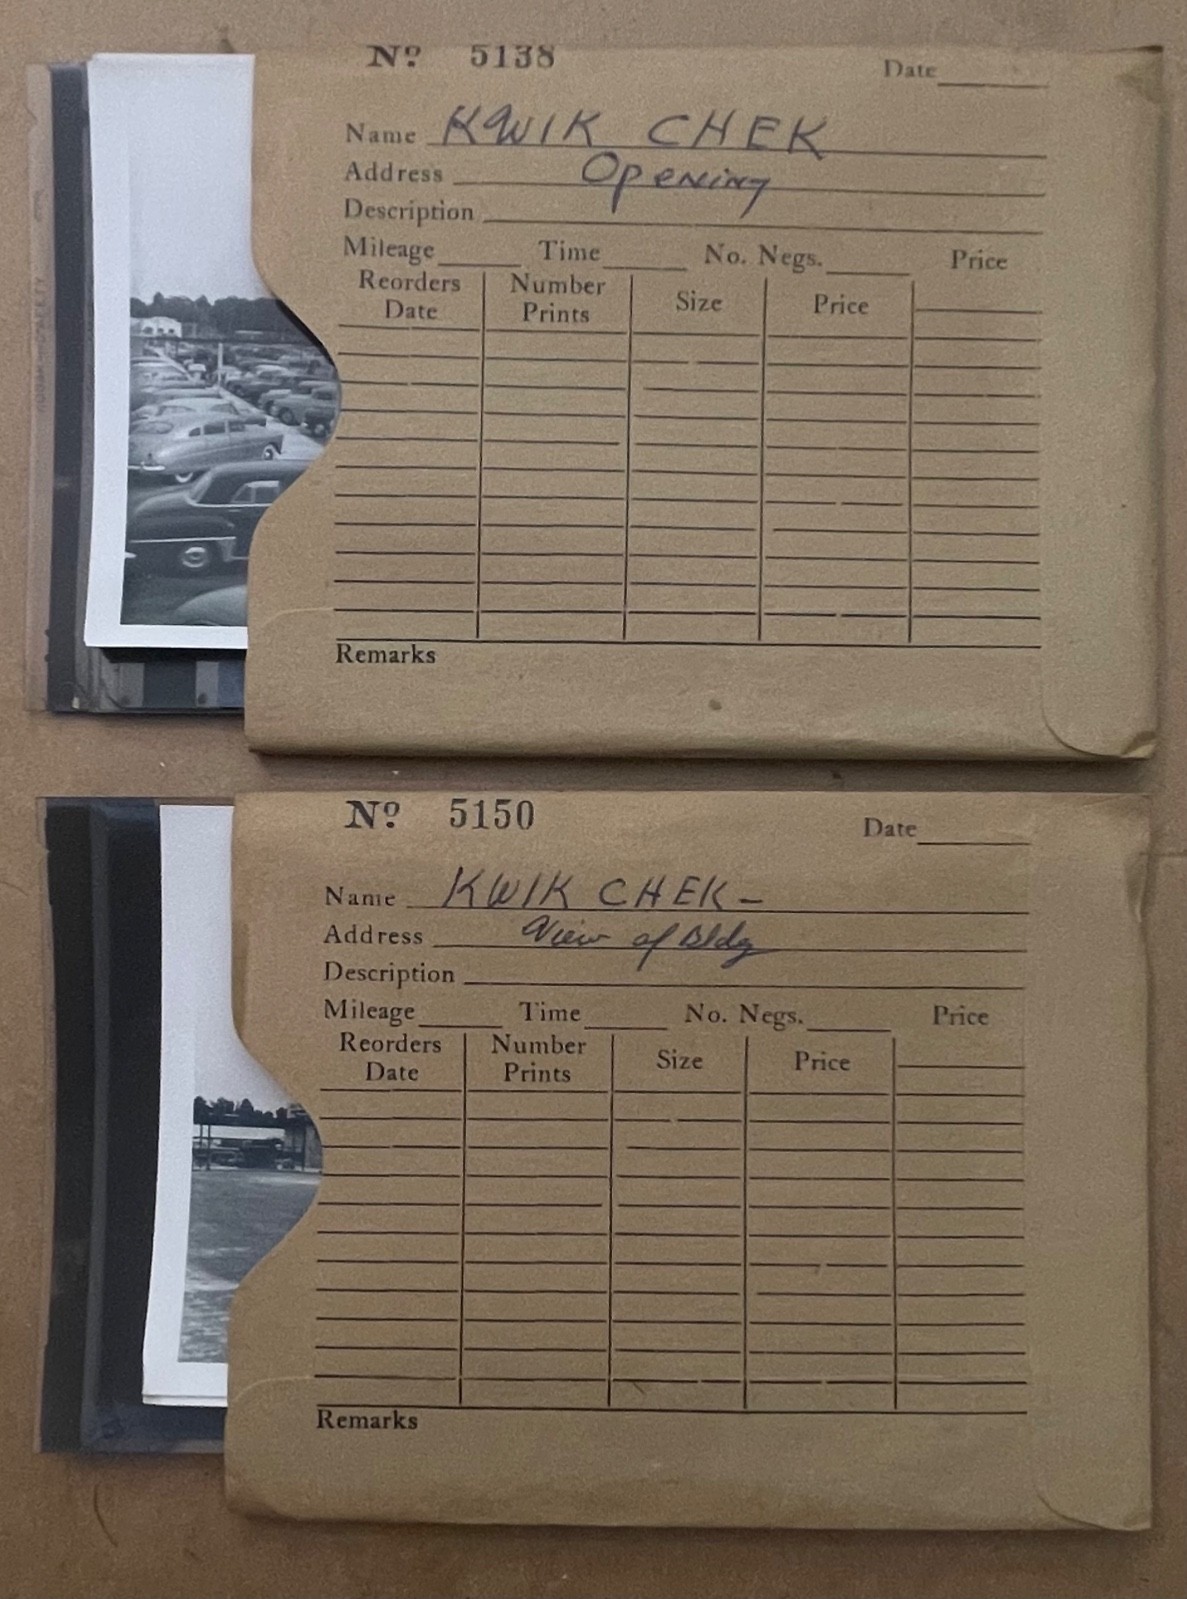 Nº 5138 Date
Name KWIK CHEK
Address Opening
Description
Mileage Time No. Negs. Price
Reorders Date Number Prints Size Price
Remarks
Nº 5150 Date
Name KWIK CHEK-
Address View of Bldg
Description
Mileage Time No. Negs. Price
Reorders Date Number Prints Size Price
Remarks